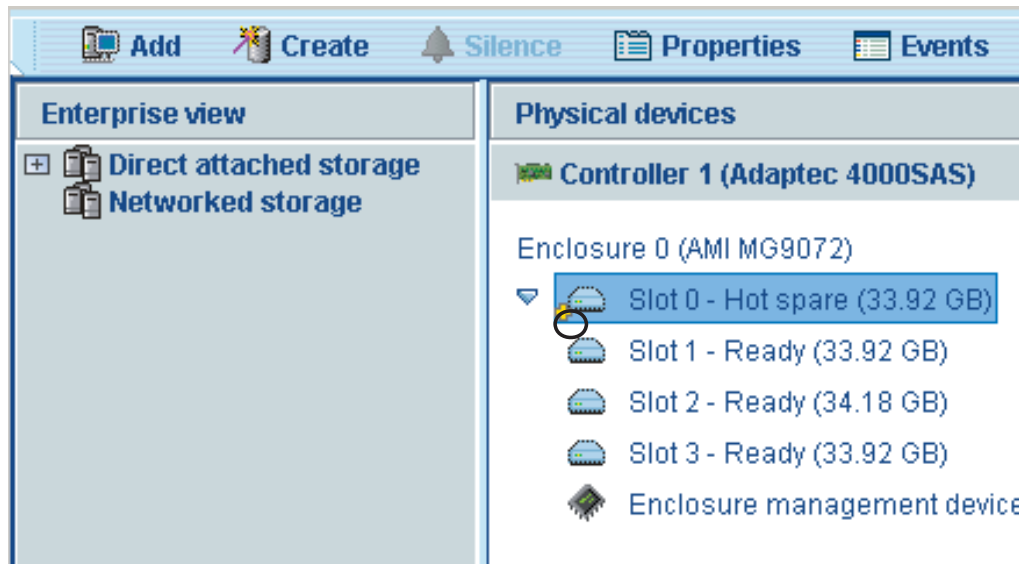 Add Create Silence Properties Events
Enterprise view
Direct attached storage
Networked storage
Physical devices
Controller 1 (Adaptec 4000SAS)
Enclosure 0 (AMI MG9072)
Slot 0 - Hot spare (33.92 GB)
Slot 1 - Ready (33.92 GB)
Slot 2 - Ready (34.18 GB)
Slot 3 - Ready (33.92 GB)
Enclosure management device